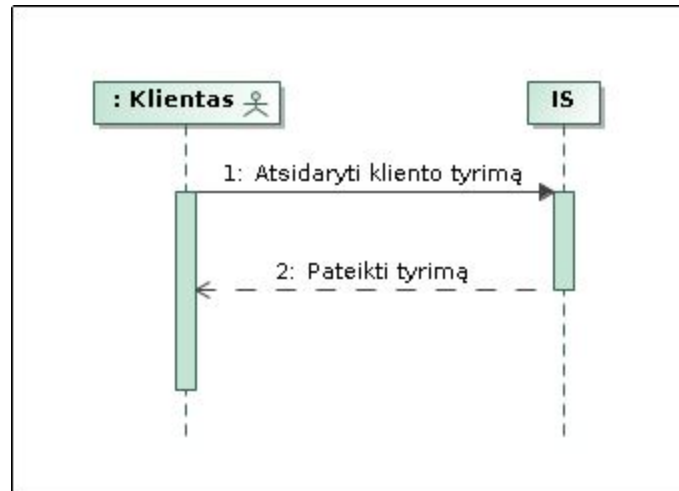 : Klientas
IS
1: Atsidaryti kliento tyrimą
2: Pateikti tyrimą